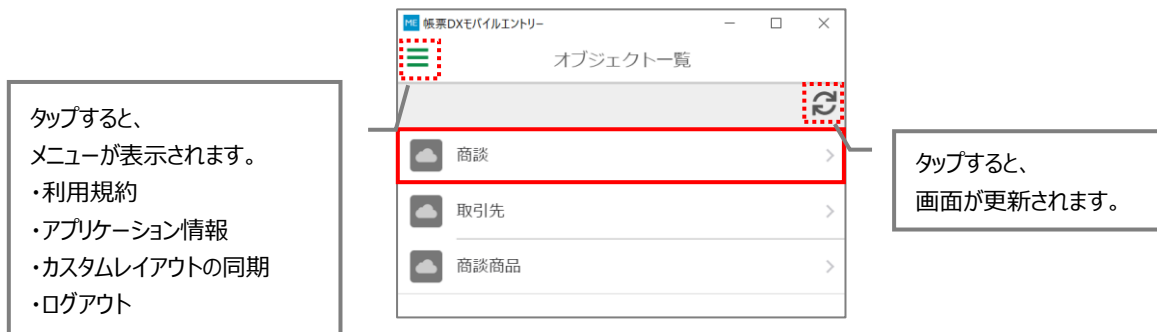 ME 帳票DXモバイルエントリー
オブジェクト一覧
タップすると、
メニューが表示されます。
・利用規約
・アプリケーション情報
・カスタムレイアウトの同期
・ログアウト
商談
取引先
商談商品
タップすると、
画面が更新されます。